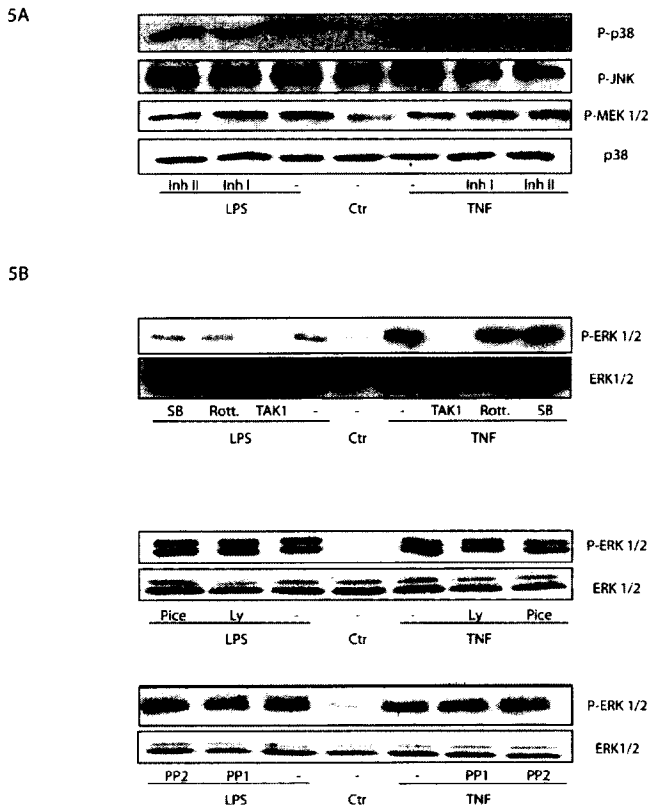 5A
P-p38
P-JNK
P-MEK 1/2
p38
Inh II Inh I - - - Inh I Inh II
LPS Ctr TNF
5B
P-ERK 1/2
ERK1/2
SB Rott. TAK1 - - - TAK1 Rott. SB
LPS Ctr TNF
P-ERK 1/2
ERK 1/2
Pice Ly - - - Ly Pice
LPS Ctr TNF
P-ERK 1/2
ERK1/2
PP2 PP1 - - - PP1 PP2
LPS Ctr TNF